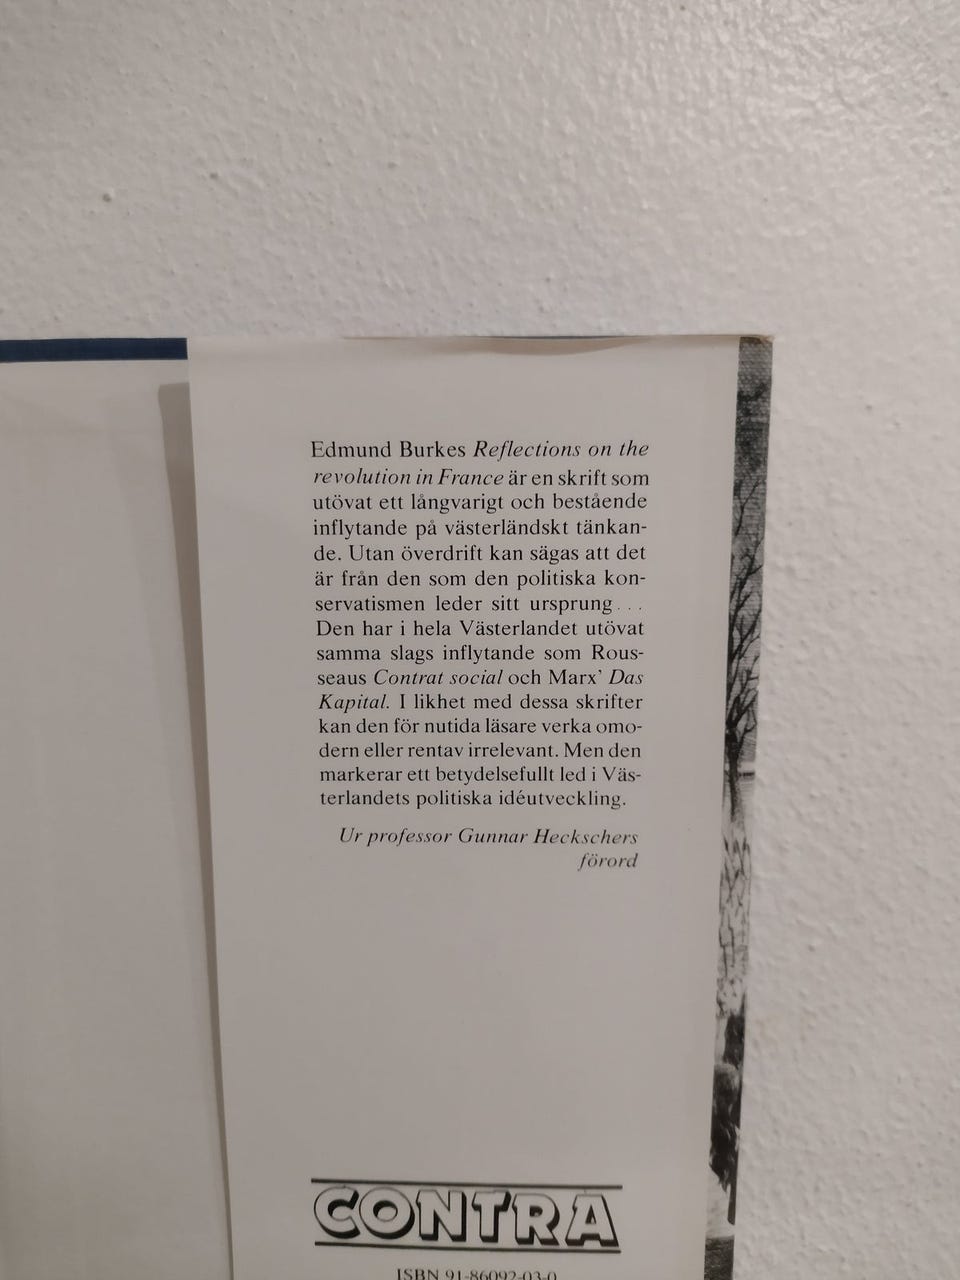 Edmund Burkes Reflections on the
revolution in France är en skrift som
utövat ett långvarigt och bestående
inflytande på västerländskt tänkan-
de. Utan överdrift kan sägas att det
är från den som den politiska kon-
servatismen leder sitt ursprung . . .
Den har i hela Västerlandet utövat
samma slags inflytande som Rous-
seaus Contrat social och Marx' Das
Kapital. I likhet med dessa skrifter
kan den för nutida läsare verka omo-
dern eller rentav irrelevant. Men den
markerar ett betydelsefullt led i Väs-
terlandets politiska idéutveckling.
Ur professor Gunnar Heckschers
förord
CONTRA
ISBN 91-86092-03-0